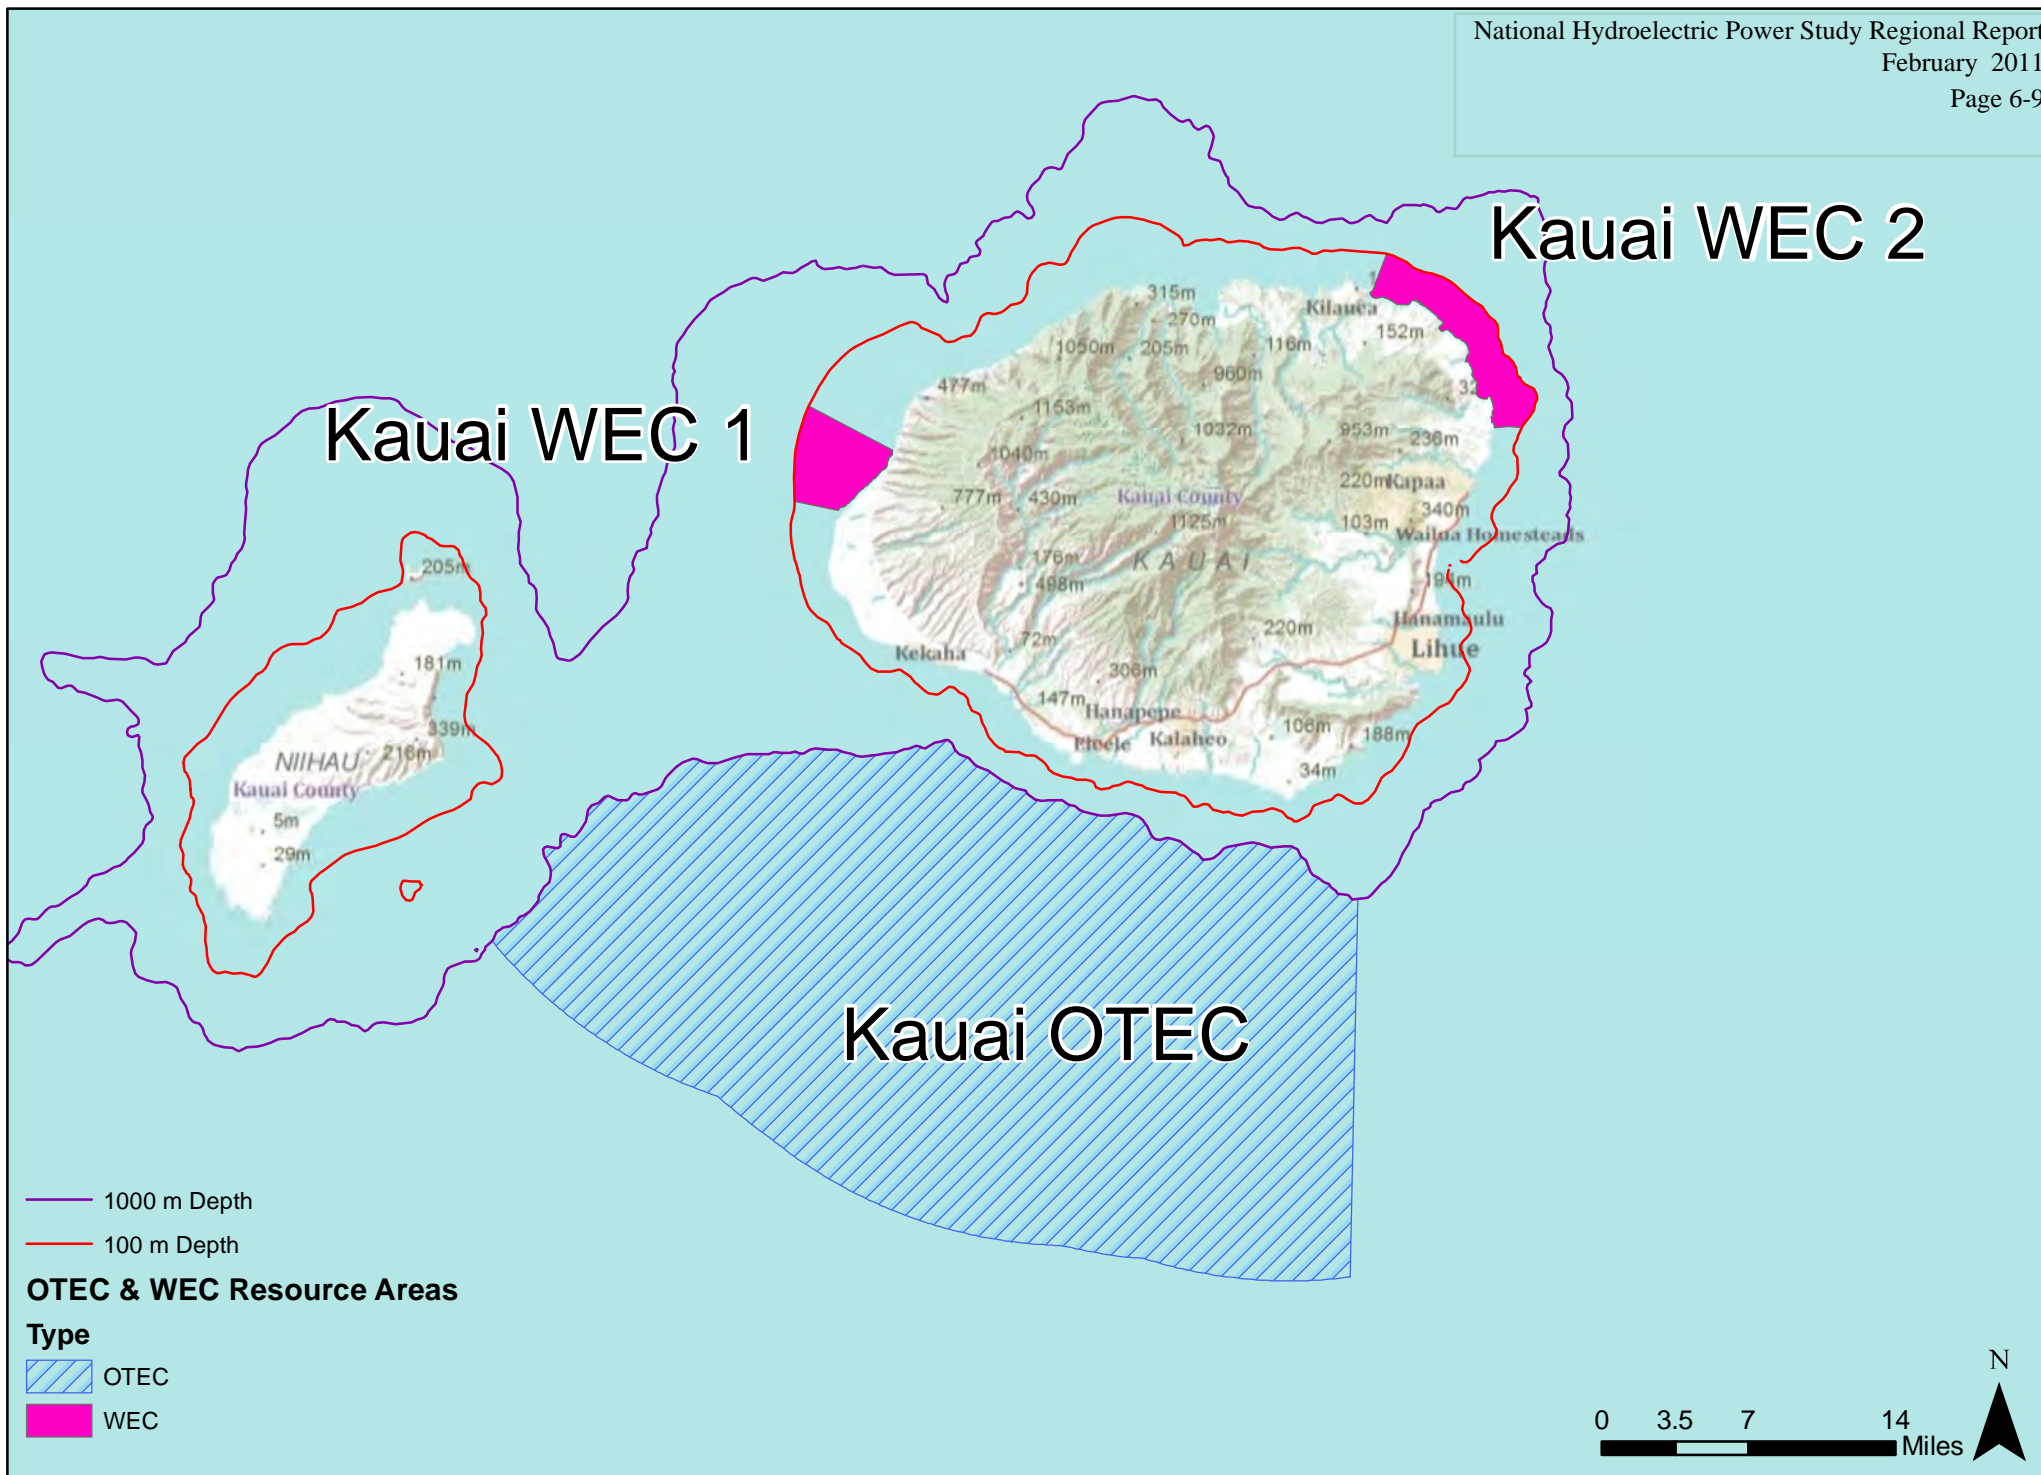 National Hydroelectric Power Study Regional Report
February 2011
Page 6-9
Kauai WEC 2
315m
Kilauea
270m
152m
1050m
205m
116m
960m
477m
Kauai WEC 1
1153m
1032m
953m
236m
1040m
220m
Kapaa
777m
430m
Kauai County
340m
1125m
103m
Wailua Homesteads
205m
176m
KAUAI
498m
194m
Hanamaulu
220m
72m
Lihue
Kekaha
181m
306m
147m
Hanapepe
339m
106m
216m
Eleele
Kalaheo
188m
NIIHAU
34m
Kauai County
5m
29m
Kauai OTEC
1000 m Depth
100 m Depth
OTEC & WEC Resource Areas
Type
OTEC
WEC
N
0 3.5 7 14
Miles